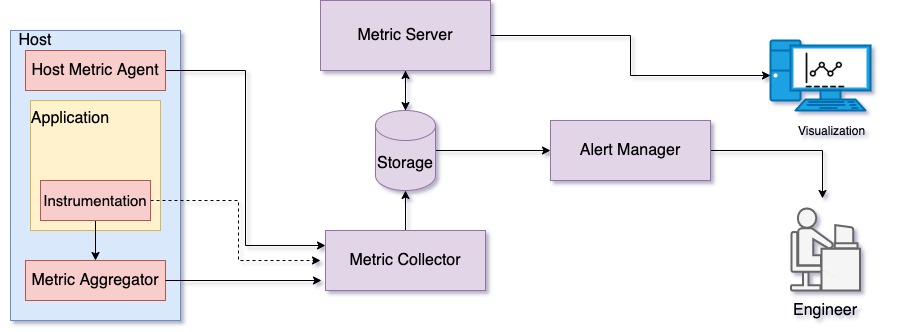 Host
Host Metric Agent
Application
Instrumentation
Metric Aggregator
Metric Server
Storage
Metric Collector
Alert Manager
Visualization
Engineer